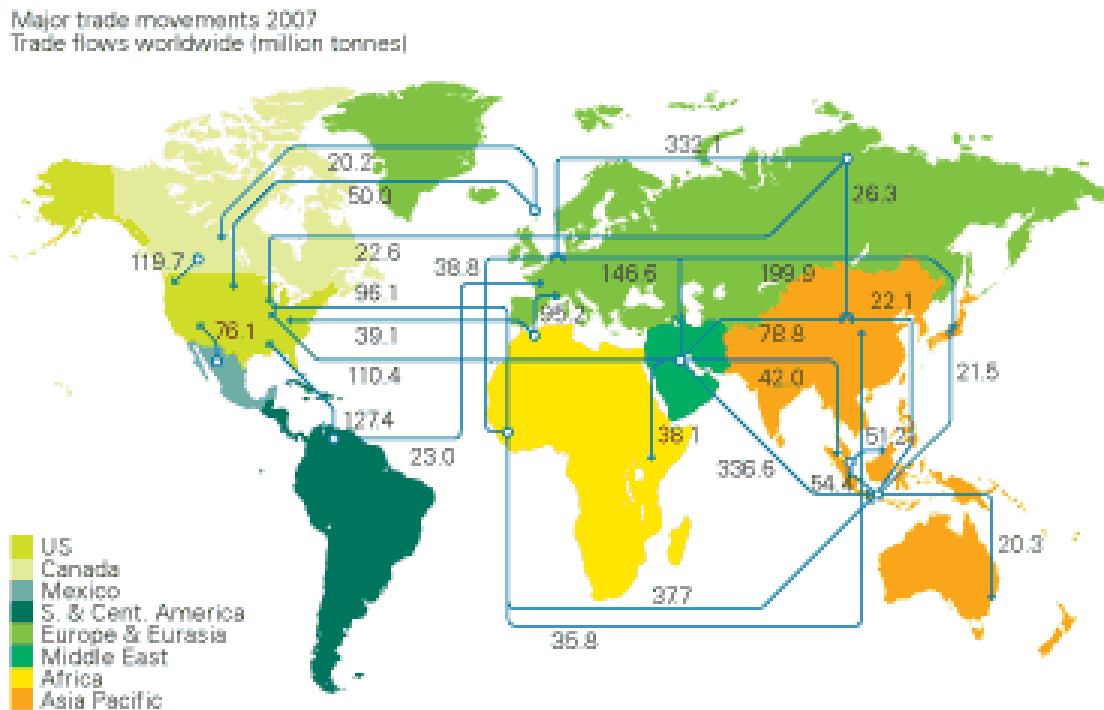 Major trade movements 2007
Trade flows worldwide (million tonnes)
20.2
332.1
50.0
26.3
22.6
119.7
38.8
146.6
199.9
96.1
95.2
22.1
76.1
39.1
78.8
110.4
42.0
21.5
127.4
51.2
23.0
38.1
336.6
54.4
20.3
37.7
35.8
US
Canada
Mexico
S. & Cent. America
Europe & Eurasia
Middle East
Africa
Asia Pacific